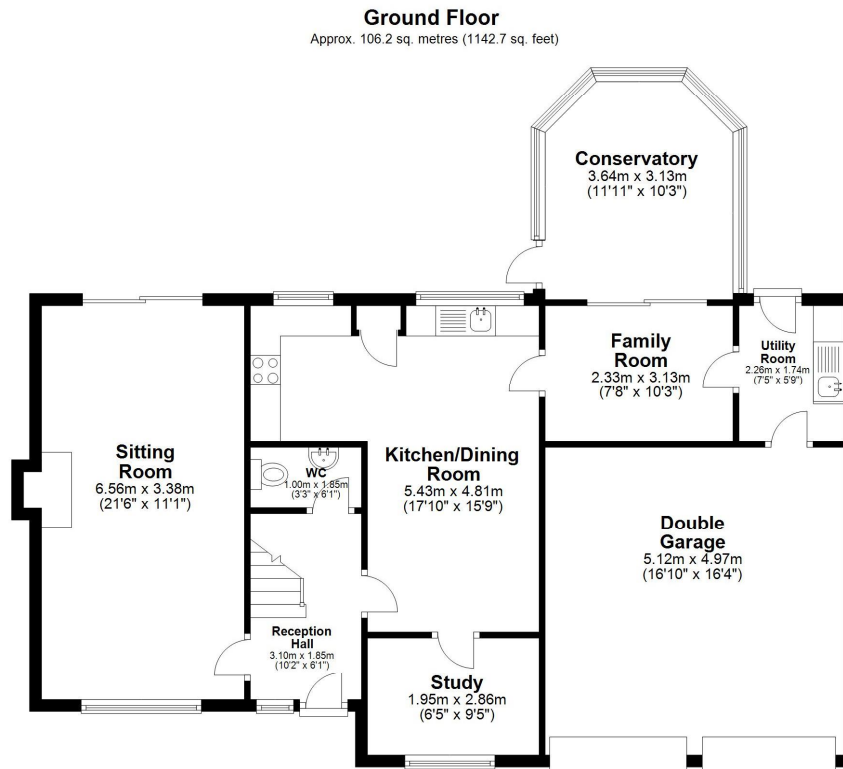 Ground Floor
Approx. 106.2 sq. metres (1142.7 sq. feet)
Conservatory
3.64m x 3.13m
(11'11" x 10'3")
Family
Room
2.33m x 3.13m
(7'8" x 10'3")
Utility
Room
2.26m x 1.74m
(7'5" x 5'9")
Sitting
Room
6.56m x 3.38m
(21'6" x 11'1")
WC
1.00m x 1.85m
(3'3" x 6'1")
Kitchen/Dining
Room
5.43m x 4.81m
(17'10" x 15'9")
Double
Garage
5.12m x 4.97m
(16'10" x 16'4")
Reception
Hall
3.10m x 1.85m
(10'2" x 6'1")
Study
1.95m x 2.86m
(6'5" x 9'5")